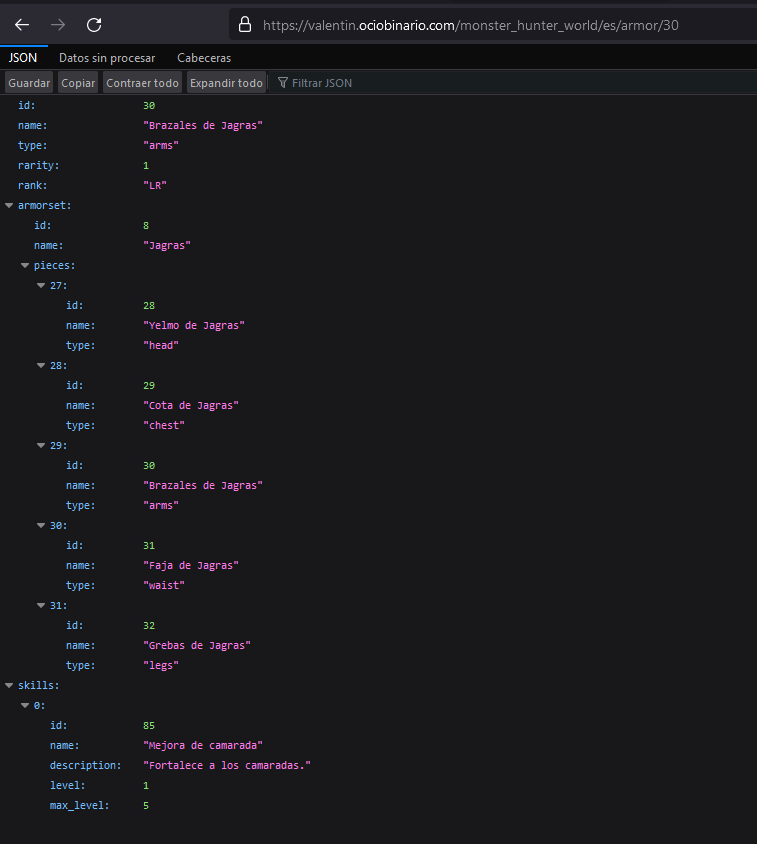 https://valentin.ociobinario.com/monster_hunter_world/es/armor/30
JSON Datos sin procesar Cabeceras
Guardar Copiar Contraer todo Expandir todo Filtrar JSON
id: 30
name: "Brazales de Jagras"
type: "arms"
rarity: 1
rank: "LR"
armorset:
id: 8
name: "Jagras"
pieces:
27:
id: 28
name: "Yelmo de Jagras"
type: "head"
28:
id: 29
name: "Cota de Jagras"
type: "chest"
29:
id: 30
name: "Brazales de Jagras"
type: "arms"
30:
id: 31
name: "Faja de Jagras"
type: "waist"
31:
id: 32
name: "Grebas de Jagras"
type: "legs"
skills:
0:
id: 85
name: "Mejora de camarada"
description: "Fortalece a los camaradas."
level: 1
max_level: 5